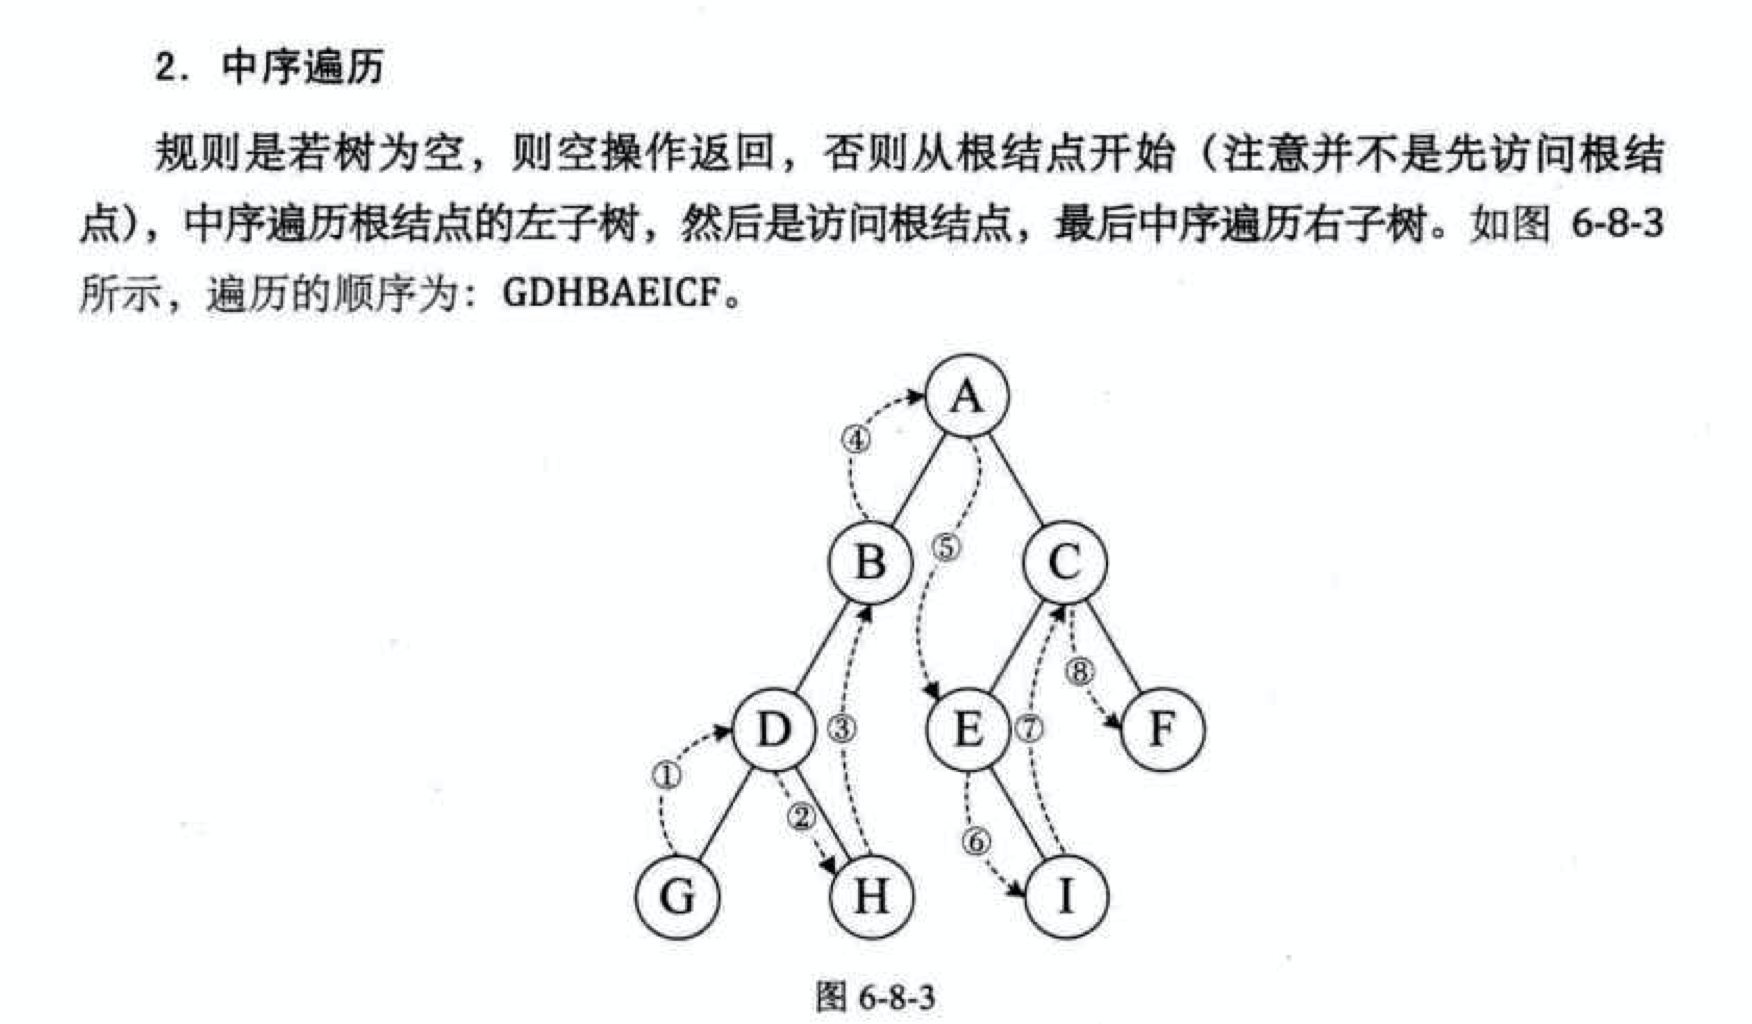 2. 中序遍历
规则是若树为空，则空操作返回，否则从根结点开始（注意并不是先访问根结
点），中序遍历根结点的左子树，然后是访问根结点，最后中序遍历右子树。如图 6-8-3
所示，遍历的顺序为：GDHBAEICF。
A
④
B
⑤
C
⑧
D
③
E
⑦
F
①
②
⑥
G
H
I
图 6-8-3